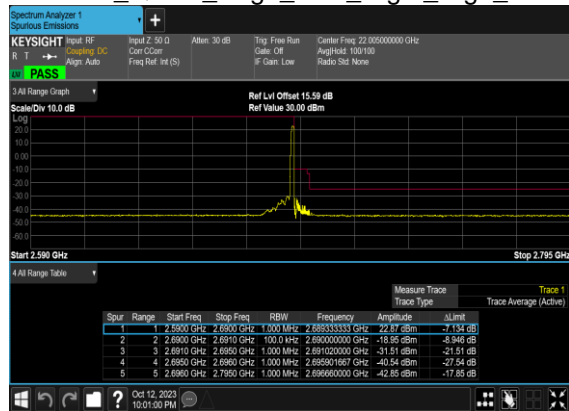 Spectrum Analyzer 1
Spurious Emissions
KEYSIGHT Input: RF Input Z: 50 Ω Atten: 30 dB Trig: Free Run Center Freq: 22.005000000 GHz
R T Coupling: DC Corr CCorr Gate: Off Avg|Hold: 100/100
Align: Auto Freq Ref: Int (S) IF Gain: Low Radio Std: None
PASS
3 All Range Graph
Ref Lvl Offset 15.59 dB
Scale/Div 10.0 dB Ref Value 30.00 dBm
Log
20.0
10.0
0.00
-10.0
-20.0
-30.0
-40.0
-50.0
-60.0
Start 2.590 GHz Stop 2.795 GHz
4 All Range Table
Measure Trace Trace 1
Trace Type Trace Average (Active)
Spur Range Start Freq Stop Freq RBW Frequency Amplitude ΔLimit
1 1 2.5900 GHz 2.6900 GHz 1.000 MHz 2.689333333 GHz 22.87 dBm -7.134 dB
2 2 2.6900 GHz 2.6910 GHz 100.0 kHz 2.690000000 GHz -18.95 dBm -8.946 dB
3 3 2.6910 GHz 2.6950 GHz 1.000 MHz 2.691020000 GHz -31.51 dBm -21.51 dB
4 4 2.6950 GHz 2.6960 GHz 1.000 MHz 2.695901667 GHz -40.54 dBm -27.54 dB
5 5 2.6960 GHz 2.7950 GHz 1.000 MHz 2.696660000 GHz -42.85 dBm -17.85 dB
? Oct 12, 2023
10:01:00 PM